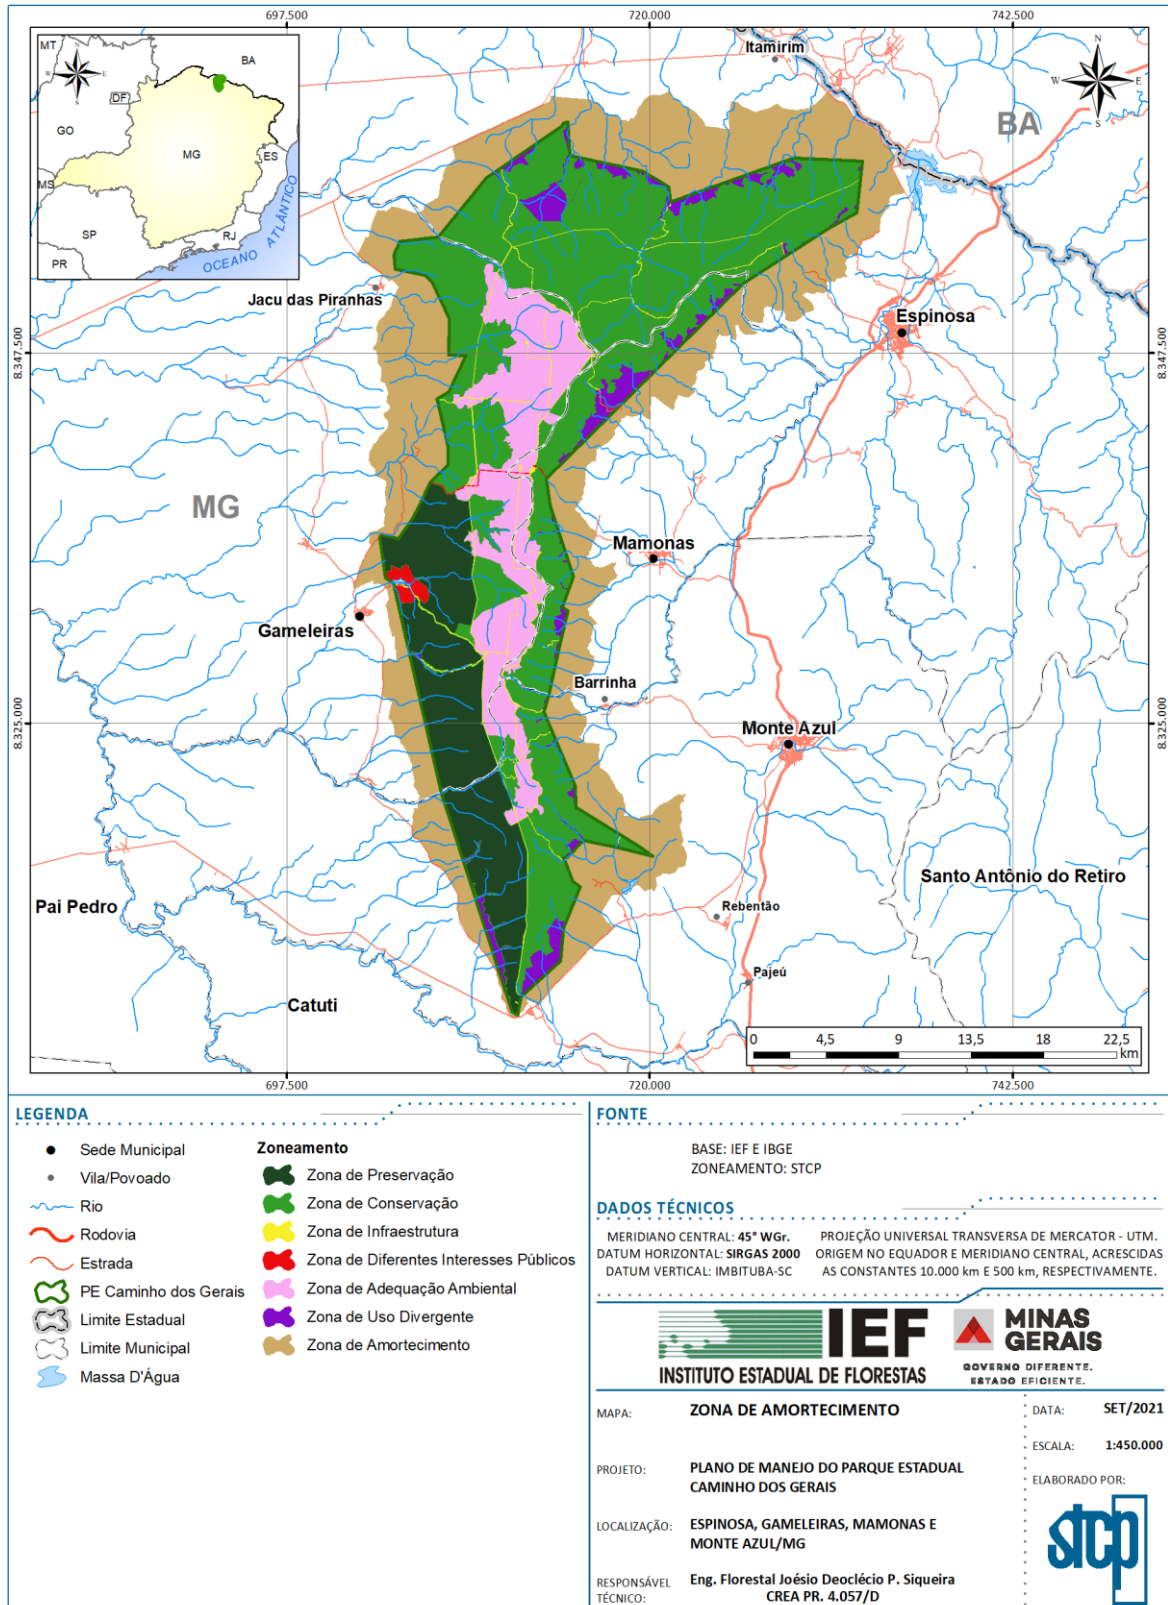 697.500
720.000
742.500
MT
BA
DF
GO
MG
ES
MS
SP
RJ
PR
OCEANO ATLÂNTICO
N
W
E
S
N
W
E
S
Itamirim
BA
Jacu das Piranhas
Espinosa
8.347.500
8.347.500
MG
Mamonas
Gameleiras
Barrinha
8.325.000
8.325.000
Monte Azul
Santo Antônio do Retiro
Pai Pedro
Rebentão
Pajeú
Catuti
0 4,5 9 13,5 18 22,5
km
697.500
720.000
742.500
LEGENDA
Sede Municipal
Vila/Povoado
Rio
Rodovia
Estrada
PE Caminho dos Gerais
Limite Estadual
Limite Municipal
Massa D'Água
Zoneamento
Zona de Preservação
Zona de Conservação
Zona de Infraestrutura
Zona de Diferentes Interesses Públicos
Zona de Adequação Ambiental
Zona de Uso Divergente
Zona de Amortecimento
FONTE
BASE: IEF E IBGE
ZONEAMENTO: STCP
DADOS TÉCNICOS
MERIDIANO CENTRAL: 45° WGr.
DATUM HORIZONTAL: SIRGAS 2000
DATUM VERTICAL: IMBITUBA-SC
PROJEÇÃO UNIVERSAL TRANSVERSA DE MERCATOR - UTM.
ORIGEM NO EQUADOR E MERIDIANO CENTRAL, ACRESCIDAS
AS CONSTANTES 10.000 km E 500 km, RESPECTIVAMENTE.
IEF
INSTITUTO ESTADUAL DE FLORESTAS
MINAS
GERAIS
GOVERNO DIFERENTE.
ESTADO EFICIENTE.
MAPA: ZONA DE AMORTECIMENTO
DATA: SET/2021
ESCALA: 1:450.000
PROJETO: PLANO DE MANEJO DO PARQUE ESTADUAL
CAMINHO DOS GERAIS
ELABORADO POR:
stcp
LOCALIZAÇÃO: ESPINOSA, GAMELEIRAS, MAMONAS E
MONTE AZUL/MG
RESPONSÁVEL
TÉCNICO:
Eng. Florestal Joésio Deoclécio P. Siqueira
CREA PR. 4.057/D